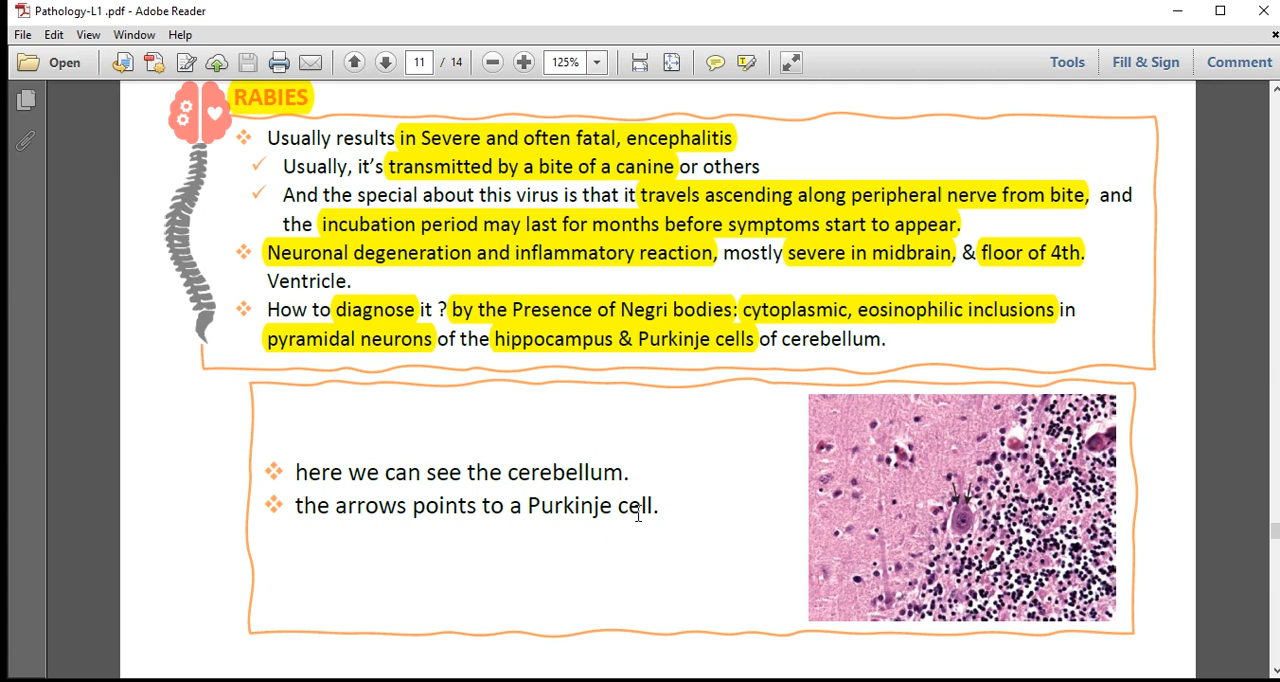 Pathology-L1 .pdf - Adobe Reader
File Edit View Window Help
Open 11 / 14 125% Tools Fill & Sign Comment
RABIES
Usually results in Severe and often fatal, encephalitis
Usually, it's transmitted by a bite of a canine or others
And the special about this virus is that it travels ascending along peripheral nerve from bite, and
the incubation period may last for months before symptoms start to appear.
Neuronal degeneration and inflammatory reaction, mostly severe in midbrain, & floor of 4th.
Ventricle.
How to diagnose it ? by the Presence of Negri bodies: cytoplasmic, eosinophilic inclusions in
pyramidal neurons of the hippocampus & Purkinje cells of cerebellum.
here we can see the cerebellum.
the arrows points to a Purkinje cell.